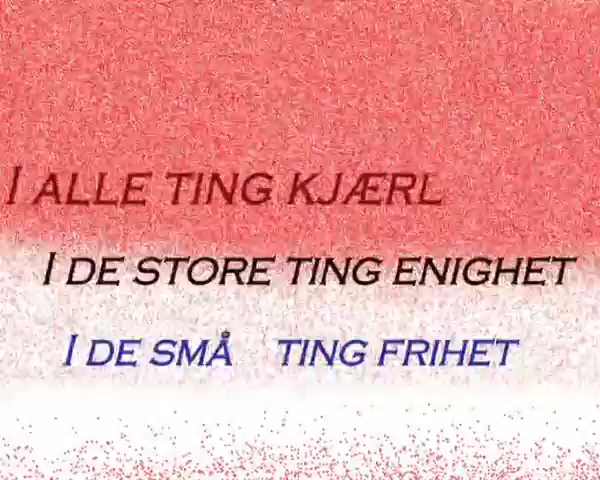 I ALLE TING KJÆRL
I DE STORE TING ENIGHET
I DE SMÅ TING FRIHET